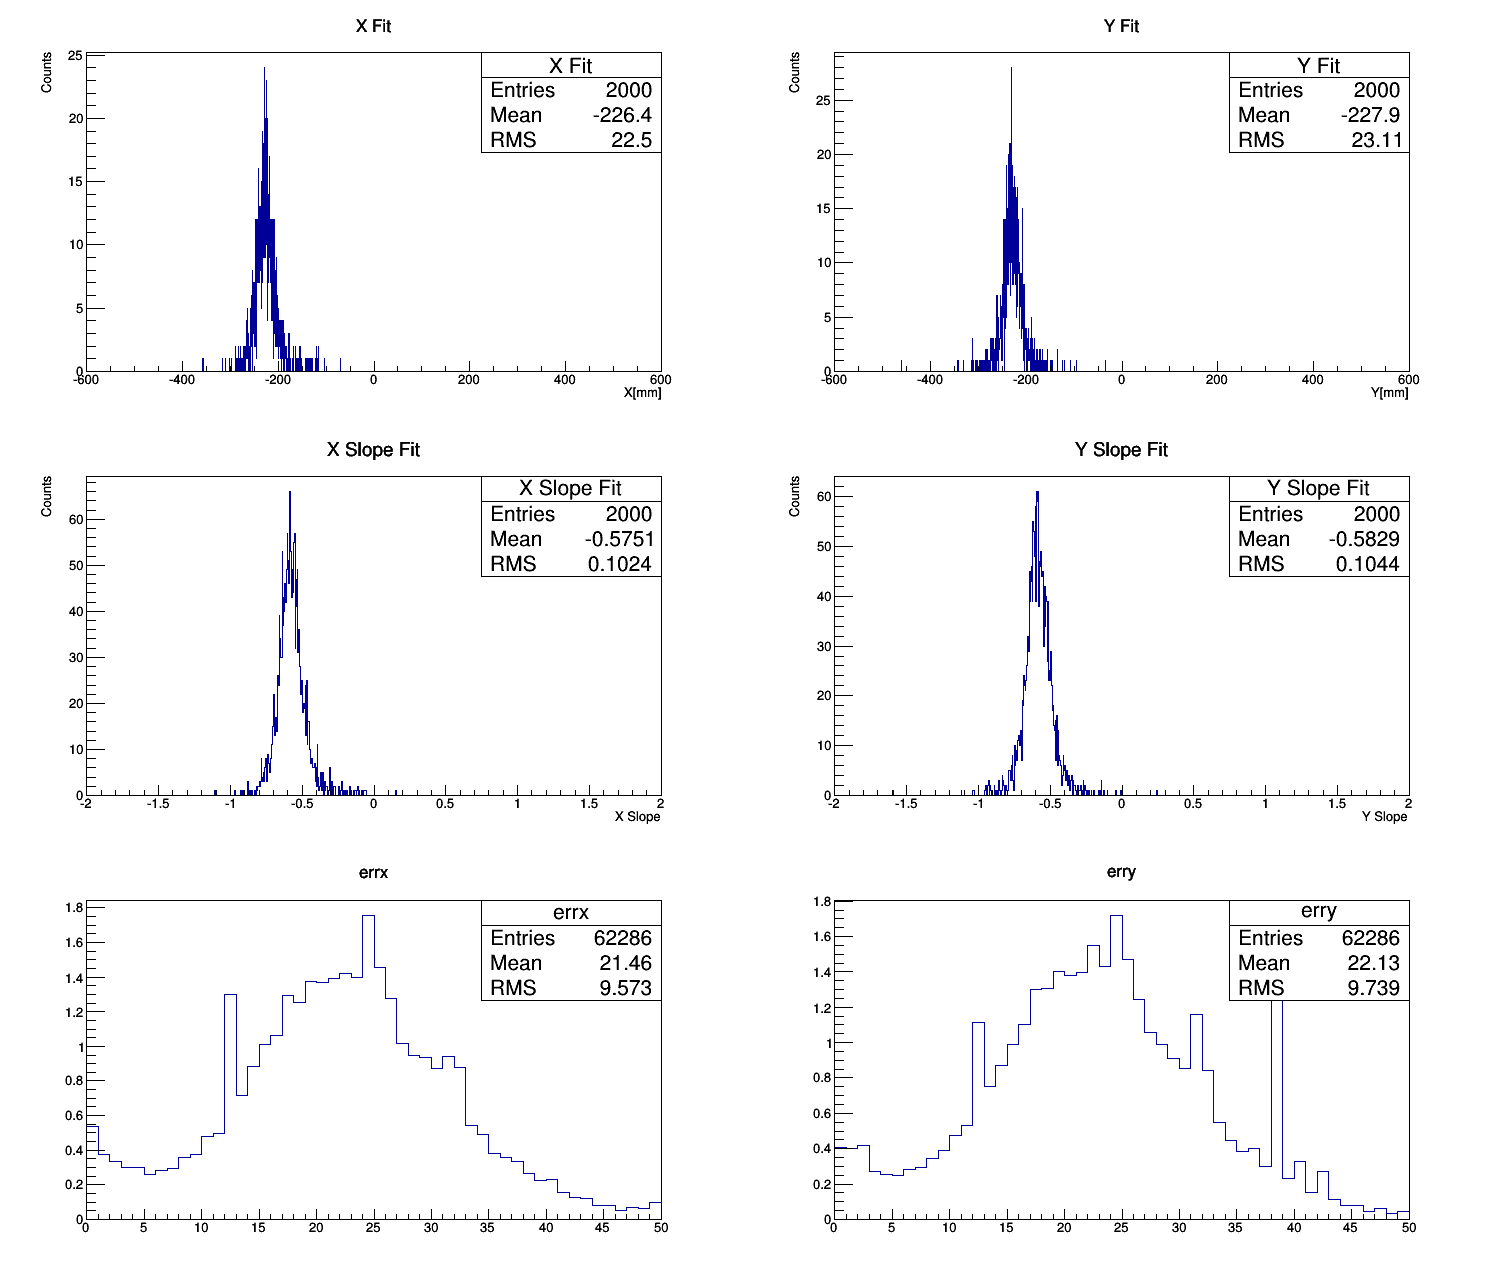 X Fit
Counts
25
20
15
10
5
0
-600 -400 -200 0 200 400 600
X[mm]
X Fit
Entries 2000
Mean -226.4
RMS 22.5
Y Fit
Counts
25
20
15
10
5
0
-600 -400 -200 0 200 400 600
Y[mm]
Y Fit
Entries 2000
Mean -227.9
RMS 23.11
X Slope Fit
Counts
60
50
40
30
20
10
0
-2 -1.5 -1 -0.5 0 0.5 1 1.5 2
X Slope
X Slope Fit
Entries 2000
Mean -0.5751
RMS 0.1024
Y Slope Fit
Counts
60
50
40
30
20
10
0
-2 -1.5 -1 -0.5 0 0.5 1 1.5 2
Y Slope
Y Slope Fit
Entries 2000
Mean -0.5829
RMS 0.1044
errx
1.8
1.6
1.4
1.2
1
0.8
0.6
0.4
0.2
0
0 5 10 15 20 25 30 35 40 45 50
errx
Entries 62286
Mean 21.46
RMS 9.573
erry
1.8
1.6
1.4
1.2
1
0.8
0.6
0.4
0.2
0
0 5 10 15 20 25 30 35 40 45 50
erry
Entries 62286
Mean 22.13
RMS 9.739